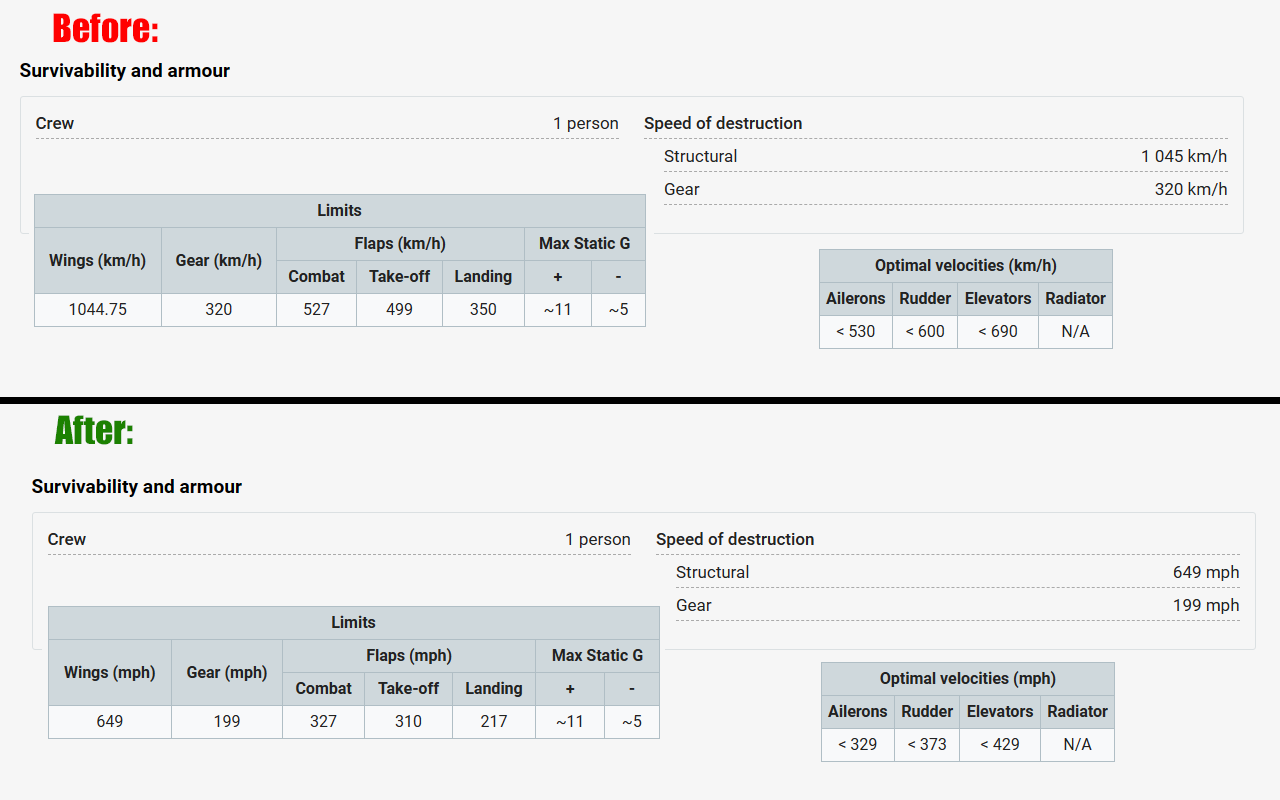 Before:
Survivability and armour
Crew 1 person
Speed of destruction
Structural 1 045 km/h
Gear 320 km/h
Limits
Wings (km/h) Gear (km/h) Flaps (km/h) Max Static G
Combat Take-off Landing + -
1044.75 320 527 499 350 ~11 ~5
Optimal velocities (km/h)
Ailerons Rudder Elevators Radiator
< 530 < 600 < 690 N/A
After:
Survivability and armour
Crew 1 person
Speed of destruction
Structural 649 mph
Gear 199 mph
Limits
Wings (mph) Gear (mph) Flaps (mph) Max Static G
Combat Take-off Landing + -
649 199 327 310 217 ~11 ~5
Optimal velocities (mph)
Ailerons Rudder Elevators Radiator
< 329 < 373 < 429 N/A